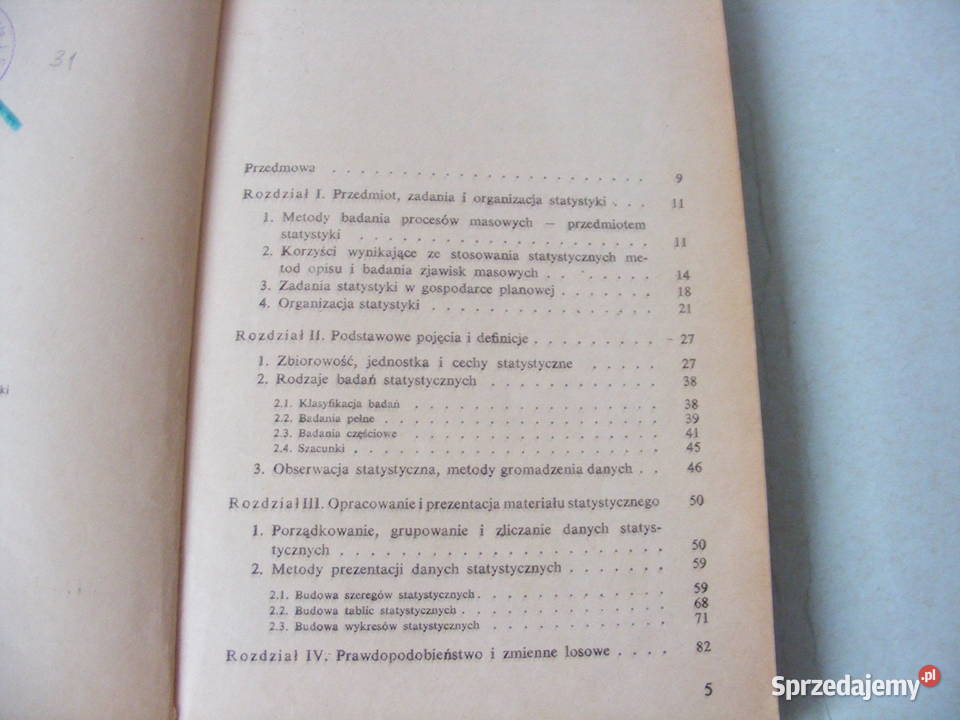 31
ki
Przedmowa . . . . . . . . . . . . . . . . . . . . . . 9
Rozdział I. Przedmiot, zadania i organizacja statystyki . . . 11
1. Metody badania procesów masowych — przedmiotem
statystyki . . . . . . . . . . . . . . . . . . . . 11
2. Korzyści wynikające ze stosowania statystycznych me-
tod opisu i badania zjawisk masowych . . . . . . . 14
3. Zadania statystyki w gospodarce planowej . . . . . . . 18
4. Organizacja statystyki . . . . . . . . . . . . . . . 21
Rozdział II. Podstawowe pojęcia i definicje . . . . . . . . . 27
1. Zbiorowość, jednostka i cechy statystyczne . . . . . 27
2. Rodzaje badań statystycznych . . . . . . . . . . . . 38
2.1. Klasyfikacja badań . . . . . . . . . . . . . . . . . 38
2.2. Badania pełne . . . . . . . . . . . . . . . . . . . 39
2.3. Badania częściowe . . . . . . . . . . . . . . . . . 41
2.4. Szacunki . . . . . . . . . . . . . . . . . . . . . 45
3. Obserwacja statystyczna, metody gromadzenia danych . . 46
Rozdział III. Opracowanie i prezentacja materiału statystycznego 50
1. Porządkowanie, grupowanie i zliczanie danych statys-
tycznych . . . . . . . . . . . . . . . . . . . . . . 50
2. Metody prezentacji danych statystycznych . . . . . . . 59
2.1. Budowa szeregów statystycznych . . . . . . . . . . . . 59
2.2. Budowa tablic statystycznych . . . . . . . . . . . . . 68
2.3. Budowa wykresów statystycznych . . . . . . . . . . . . 71
Rozdział IV. Prawdopodobieństwo i zmienne losowe . . . . 82
5
Sprzedajemy.pl